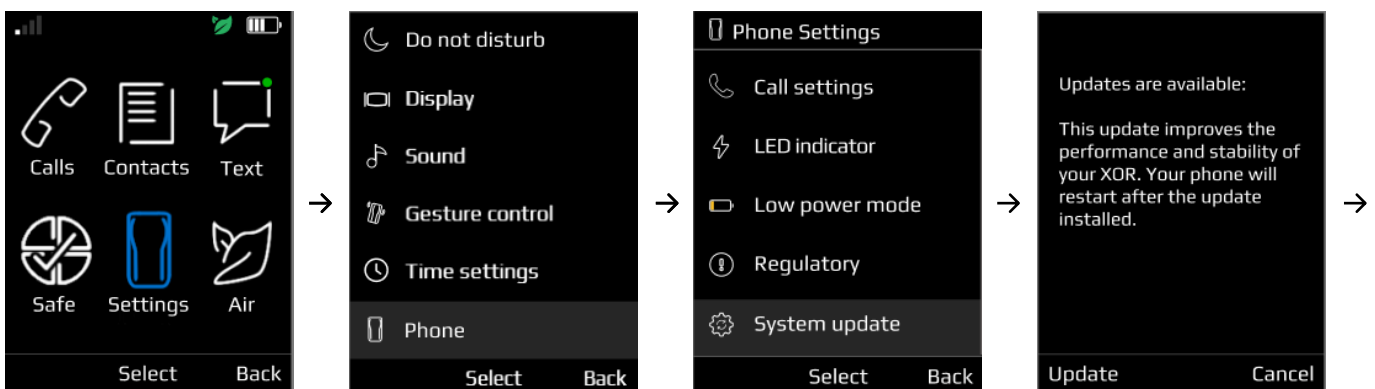 Calls Contacts Text
Safe Settings Air
Select Back
Do not disturb
Display
Sound
Gesture control
Time settings
Phone
Select Back
Phone Settings
Call settings
LED indicator
Low power mode
Regulatory
System update
Select Back
Updates are available:
This update improves the
performance and stability of
your XOR. Your phone will
restart after the update
installed.
Update Cancel